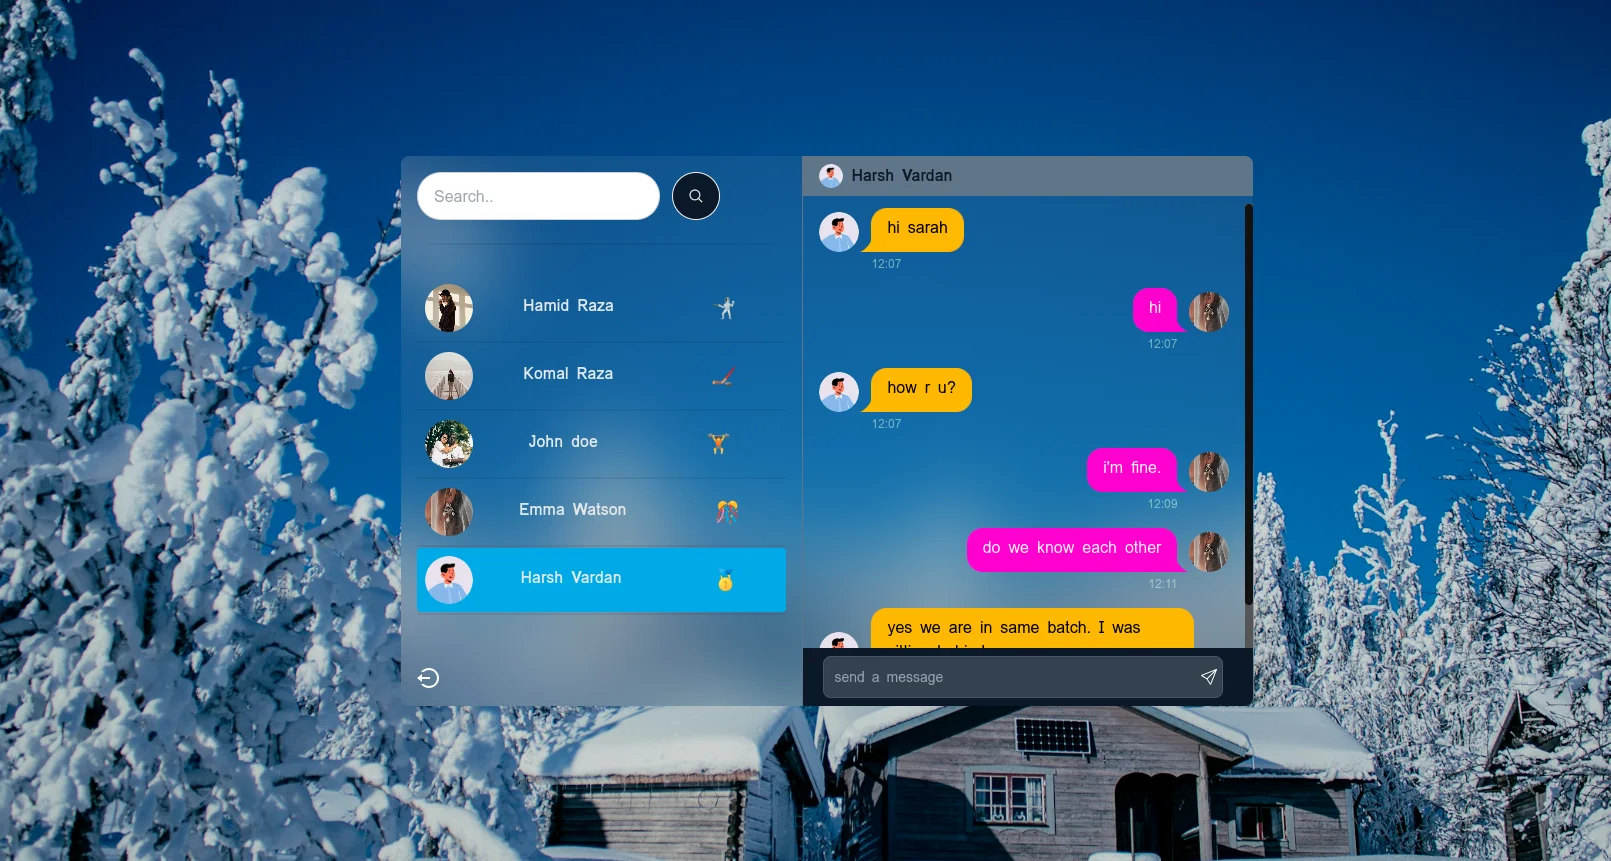 Search..
Hamid Raza
Komal Raza
John doe
Emma Watson
Harsh Vardan
Harsh Vardan
hi sarah
12:07
hi
12:07
how r u?
12:07
i'm fine.
12:09
do we know each other
12:11
yes we are in same batch. I was
send a message